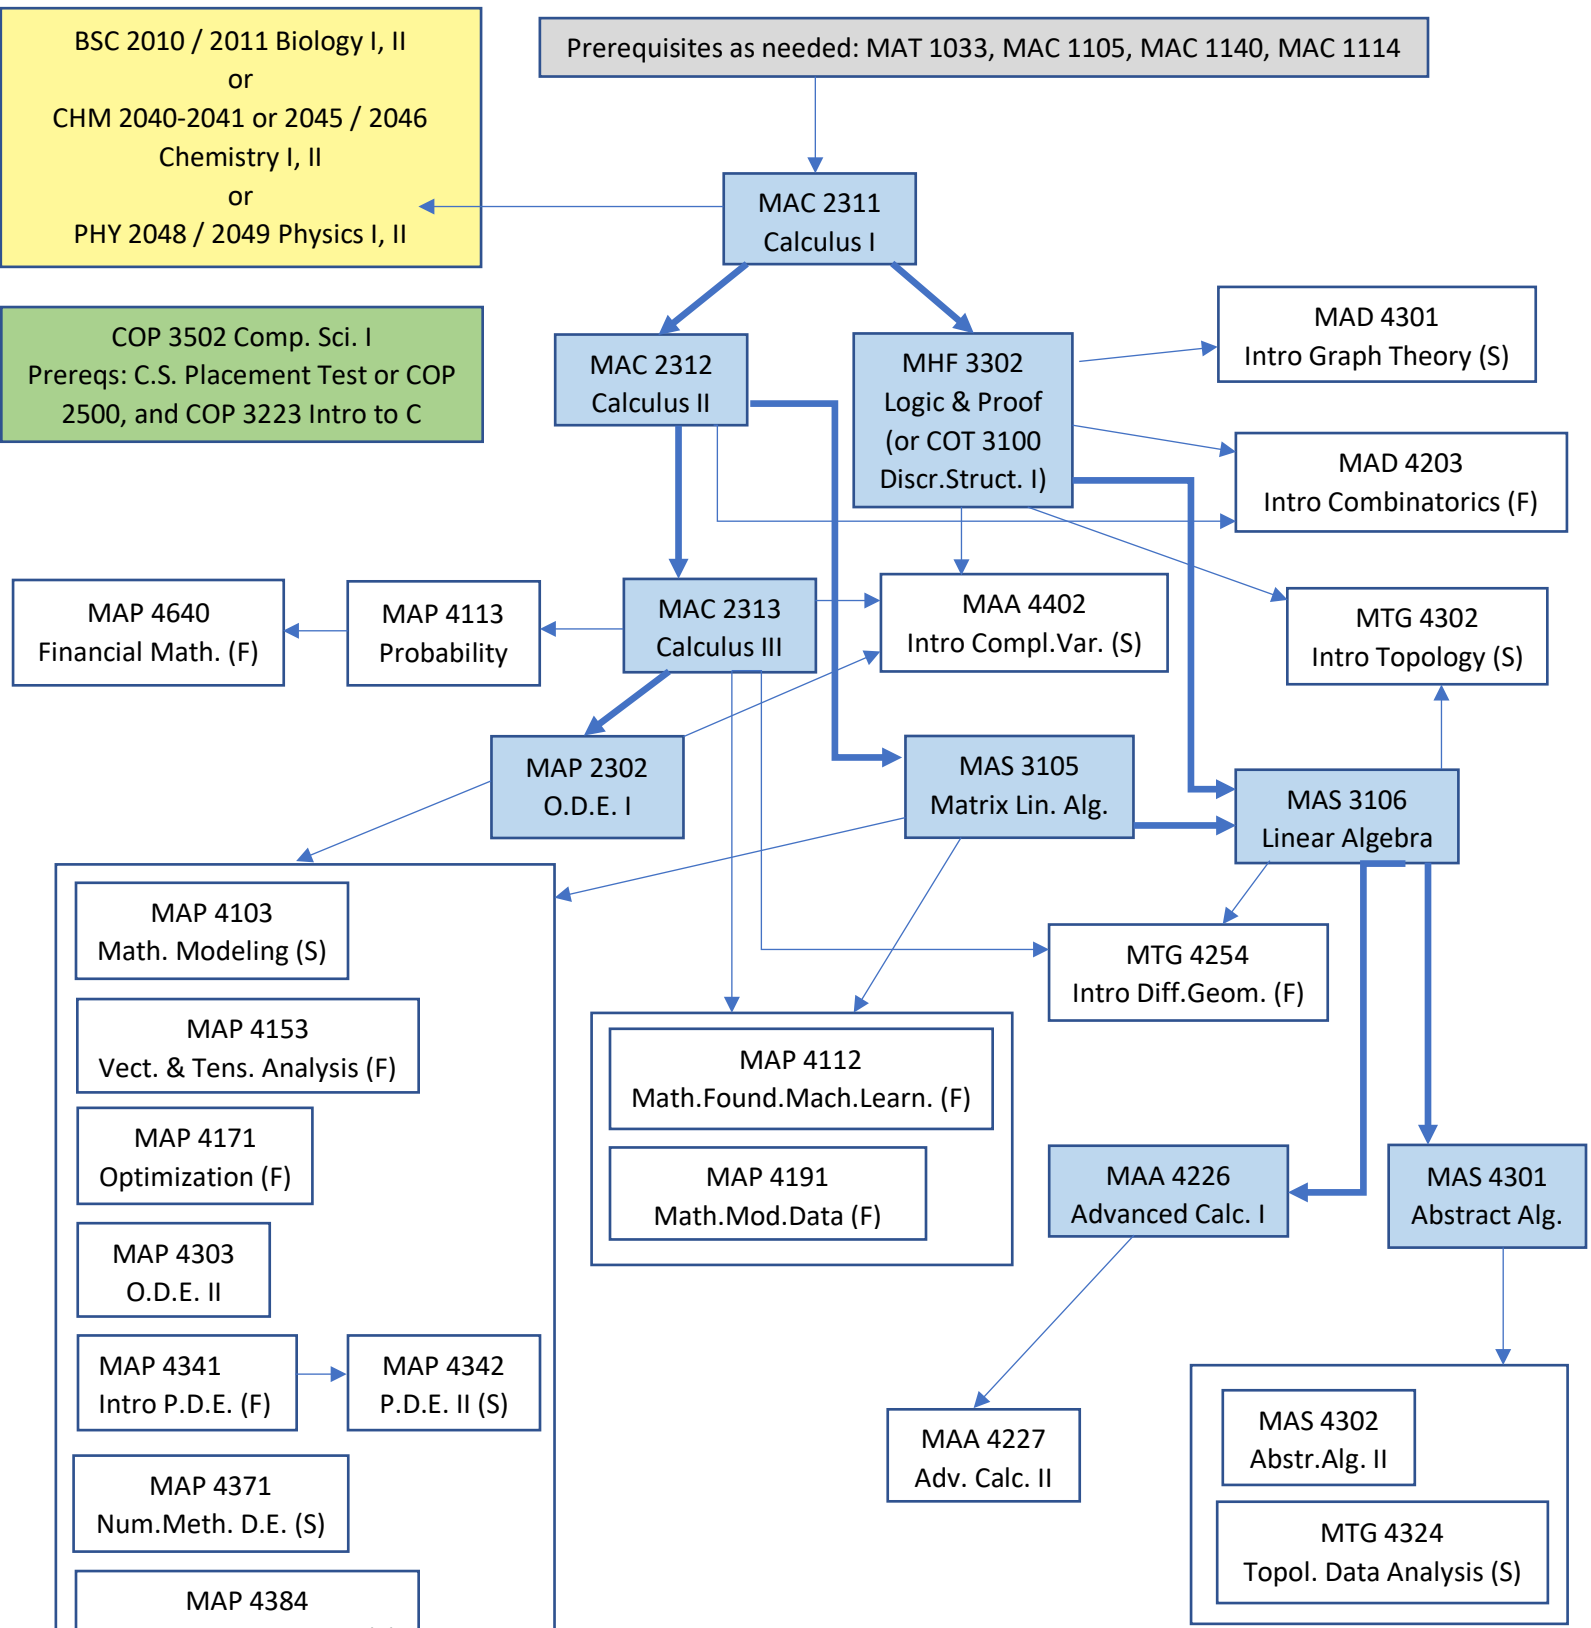 BSC 2010 / 2011 Biology I, II
or
CHM 2040-2041 or 2045 / 2046
Chemistry I, II
or
PHY 2048 / 2049 Physics I, II
Prerequisites as needed: MAT 1033, MAC 1105, MAC 1140, MAC 1114
MAC 2311
Calculus I
COP 3502 Comp. Sci. I
Prereqs: C.S. Placement Test or COP
2500, and COP 3223 Intro to C
MAC 2312
Calculus II
MHF 3302
Logic & Proof
(or COT 3100
Discr.Struct. I)
MAD 4301
Intro Graph Theory (S)
MAD 4203
Intro Combinatorics (F)
MAP 4640
Financial Math. (F)
MAP 4113
Probability
MAC 2313
Calculus III
MAA 4402
Intro Compl.Var. (S)
MTG 4302
Intro Topology (S)
MAP 2302
O.D.E. I
MAS 3105
Matrix Lin. Alg.
MAS 3106
Linear Algebra
MAP 4103
Math. Modeling (S)
MAP 4153
Vect. & Tens. Analysis (F)
MAP 4171
Optimization (F)
MAP 4303
O.D.E. II
MAP 4341
Intro P.D.E. (F)
MAP 4342
P.D.E. II (S)
MAP 4371
Num.Meth. D.E. (S)
MAP 4384
MTG 4254
Intro Diff.Geom. (F)
MAP 4112
Math.Found.Mach.Learn. (F)
MAP 4191
Math.Mod.Data (F)
MAA 4226
Advanced Calc. I
MAS 4301
Abstract Alg.
MAA 4227
Adv. Calc. II
MAS 4302
Abstr.Alg. II
MTG 4324
Topol. Data Analysis (S)